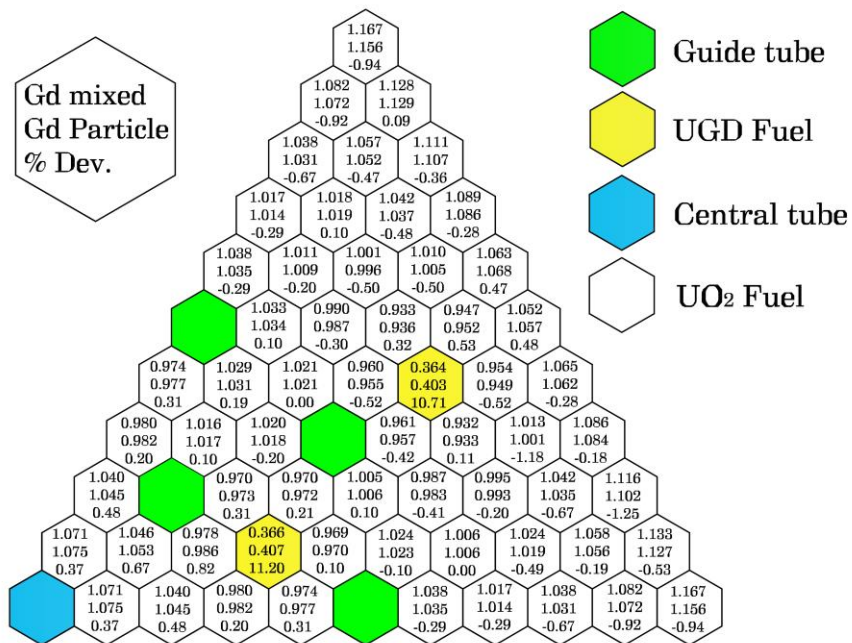 Gd mixed
Gd Particle
% Dev.
Guide tube
UGD Fuel
Central tube
UO₂ Fuel
1.167
1.156
-0.94
1.082 1.128
1.072 1.129
-0.92 0.09
1.038 1.057 1.111
1.031 1.052 1.107
-0.67 -0.47 -0.36
1.017 1.018 1.042 1.089
1.014 1.019 1.037 1.086
-0.29 0.10 -0.48 -0.28
1.038 1.011 1.001 1.010 1.063
1.035 1.009 0.996 1.005 1.068
-0.29 -0.20 -0.50 -0.50 0.47
1.033 0.990 0.933 0.947 1.052
1.034 0.987 0.936 0.952 1.057
0.10 -0.30 0.32 0.53 0.48
0.974 1.029 1.021 0.960 0.364 0.954 1.065
0.977 1.031 1.021 0.955 0.403 0.949 1.062
0.31 0.19 0.00 -0.52 10.71 -0.52 -0.28
0.980 1.016 1.020 0.961 0.932 1.013 1.086
0.982 1.017 1.018 0.957 0.933 1.001 1.084
0.20 0.10 -0.20 -0.42 0.11 -1.18 -0.18
1.040 0.970 0.970 1.005 0.987 0.995 1.042 1.116
1.045 0.973 0.972 1.006 0.983 0.993 1.035 1.102
0.48 0.31 0.21 0.10 -0.41 -0.20 -0.67 -1.25
1.071 1.046 0.978 0.366 0.969 1.024 1.006 1.024 1.058 1.133
1.075 1.053 0.986 0.407 0.970 1.023 1.006 1.019 1.056 1.127
0.37 0.67 0.82 11.20 0.10 -0.10 0.00 -0.49 -0.19 -0.53
1.071 1.040 0.980 0.974 1.038 1.017 1.038 1.082 1.167
1.075 1.045 0.982 0.977 1.035 1.014 1.031 1.072 1.156
0.37 0.48 0.20 0.31 -0.29 -0.29 -0.67 -0.92 -0.94